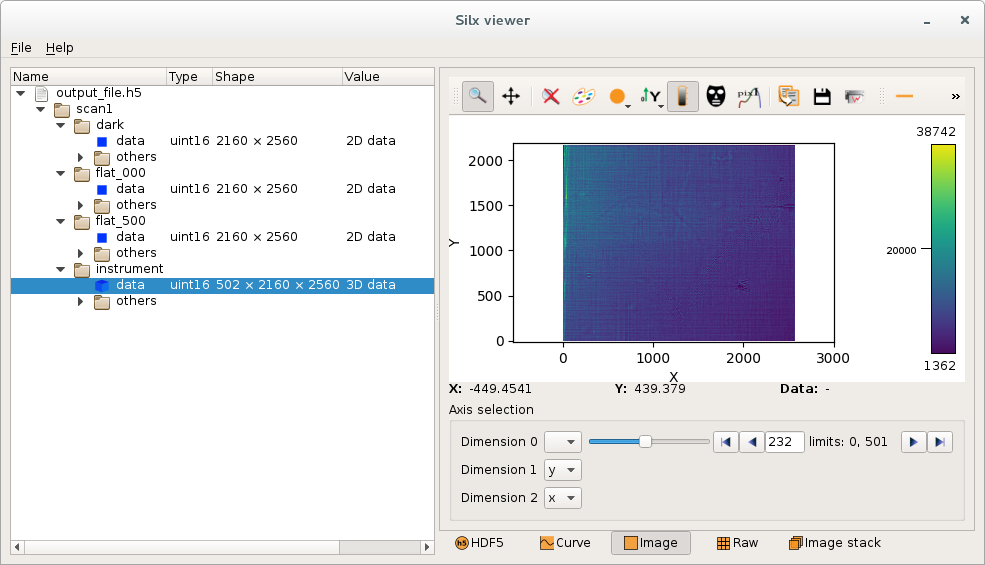 Silx viewer
File Help
Name Type Shape Value
output_file.h5
scan1
dark
data uint16 2160 × 2560 2D data
others
flat_000
data uint16 2160 × 2560 2D data
others
flat_500
data uint16 2160 × 2560 2D data
others
instrument
data uint16 502 × 2160 × 2560 3D data
others
Y pix1 »
38742
2000
1500
1000
500
0
Y
0 1000 2000 3000
X
20000
1362
X: -449.4541 Y: 439.379 Data: -
Axis selection
Dimension 0 232 limits: 0, 501
Dimension 1 y
Dimension 2 x
h5 HDF5 Curve Image Raw Image stack